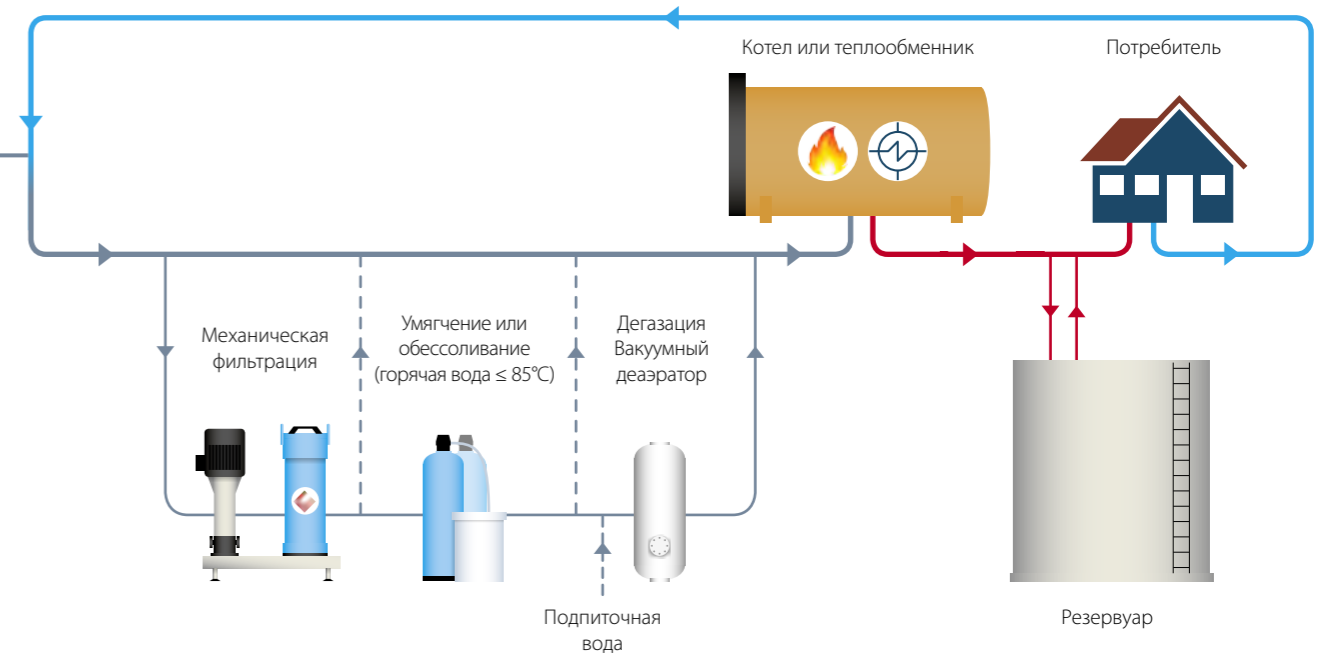 Котел или теплообменник
Потребитель
Механическая
фильтрация
Умягчение или
обессоливание
(горячая вода ≤ 85°C)
Дегазация
Вакуумный
деаэратор
Подпиточная
вода
Резервуар